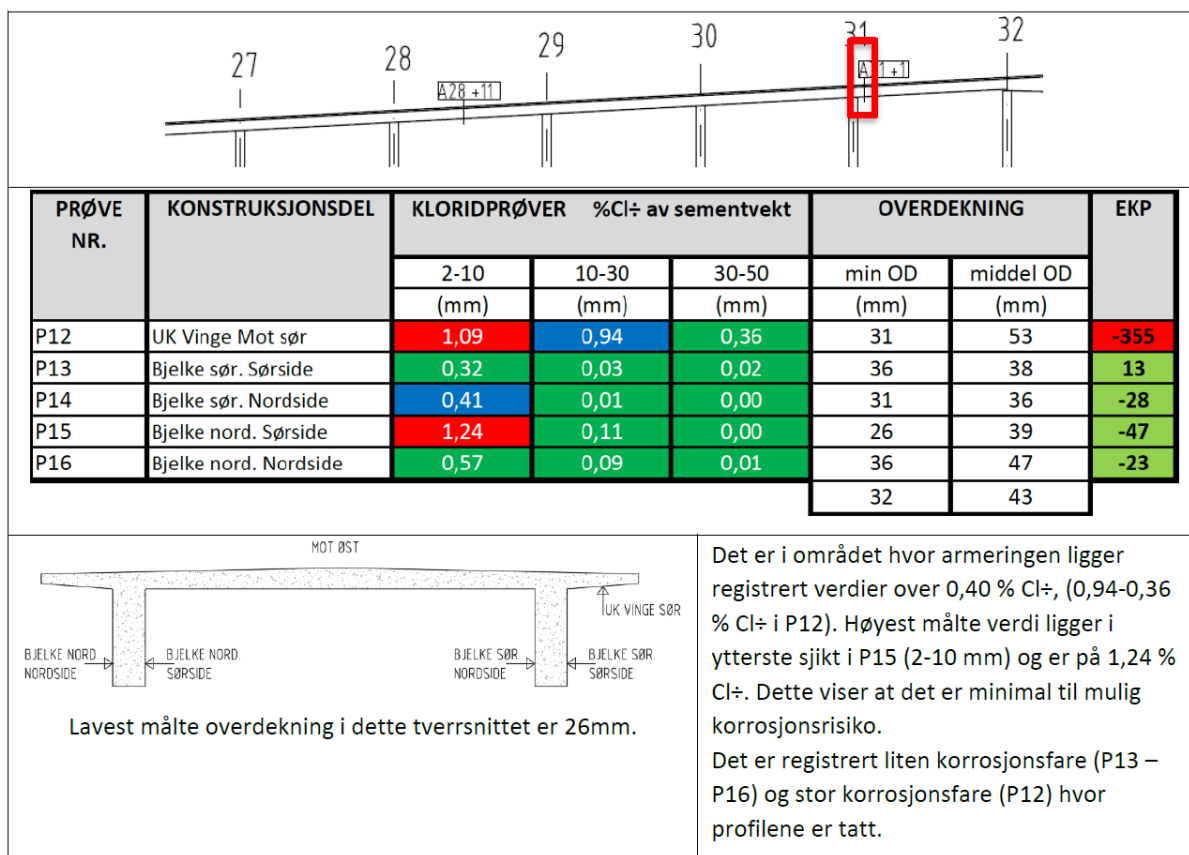 27 28 29 30 31 32
A28 +11 A31 +1
PRØVE NR. KONSTRUKSJONSDEL KLORIDPRØVER %Cl÷ av sementvekt OVERDEKNING EKP
2-10 10-30 30-50 min OD middel OD
(mm) (mm) (mm) (mm) (mm)
P12 UK Vinge Mot sør 1,09 0,94 0,36 31 53 -355
P13 Bjelke sør. Sørside 0,32 0,03 0,02 36 38 13
P14 Bjelke sør. Nordside 0,41 0,01 0,00 31 36 -28
P15 Bjelke nord. Sørside 1,24 0,11 0,00 26 39 -47
P16 Bjelke nord. Nordside 0,57 0,09 0,01 36 47 -23
32 43
MOT ØST
UK VINGE SØR
BJELKE NORD
NORDSIDE
BJELKE NORD.
SØRSIDE
BJELKE SØR
NORDSIDE
BJELKE SØR.
SØRSIDE
Lavest målte overdekning i dette tverrsnittet er 26mm.
Det er i området hvor armeringen ligger
registrert verdier over 0,40 % Cl÷, (0,94-0,36
% Cl÷ i P12). Høyest målte verdi ligger i
ytterste sjikt i P15 (2-10 mm) og er på 1,24 %
Cl÷. Dette viser at det er minimal til mulig
korrosjonsrisiko.
Det er registrert liten korrosjonsfare (P13 –
P16) og stor korrosjonsfare (P12) hvor
profilene er tatt.